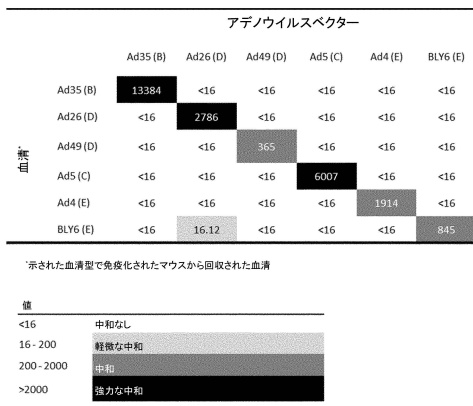 アデノウイルスベクター
Ad35 (B) Ad26 (D) Ad49 (D) Ad5 (C) Ad4 (E) BLY6 (E)
血清*
Ad35 (B) 13384 <16 <16 <16 <16 <16
Ad26 (D) <16 2786 <16 <16 <16 <16
Ad49 (D) <16 <16 365 <16 <16 <16
Ad5 (C) <16 <16 <16 6007 <16 <16
Ad4 (E) <16 <16 <16 <16 1914 <16
BLY6 (E) <16 16.12 <16 <16 <16 845
*示された血清型で免疫化されたマウスから回収された血清
値
<16 中和なし
16 - 200 軽微な中和
200 - 2000 中和
>2000 強力な中和